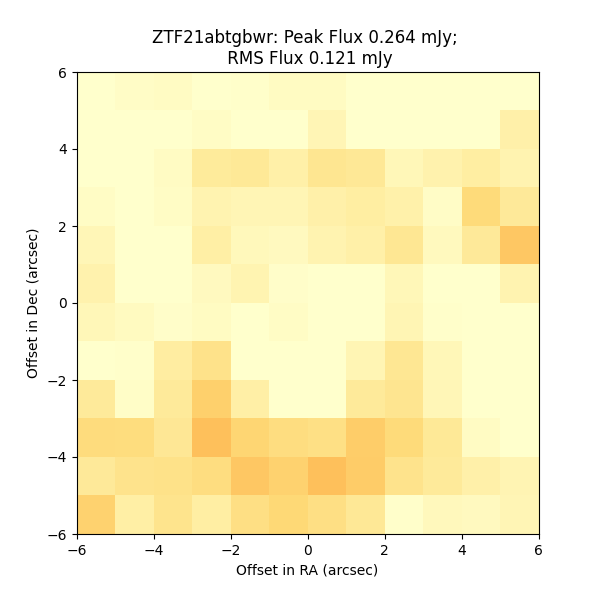 ZTF21abtgbwr: Peak Flux 0.264 mJy;
RMS Flux 0.121 mJy
6
4
2
0
−2
−4
−6
Offset in Dec (arcsec)
−6 −4 −2 0 2 4 6
Offset in RA (arcsec)